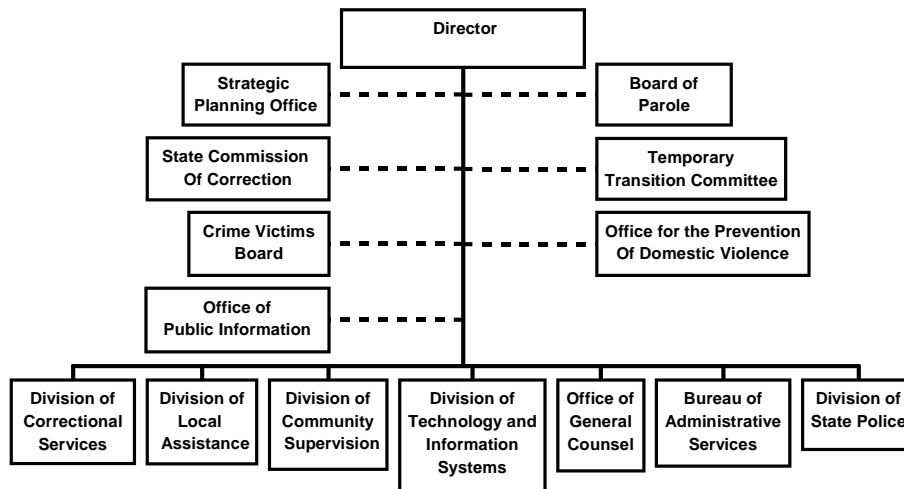 Director
Strategic
Planning Office
Board of
Parole
State Commission
Of Correction
Temporary
Transition Committee
Crime Victims
Board
Office for the Prevention
Of Domestic Violence
Office of
Public Information
Division of
Correctional
Services
Division of
Local
Assistance
Division of
Community
Supervision
Division of
Technology and
Information
Systems
Office of
General
Counsel
Bureau of
Administrative
Services
Division of
State Police